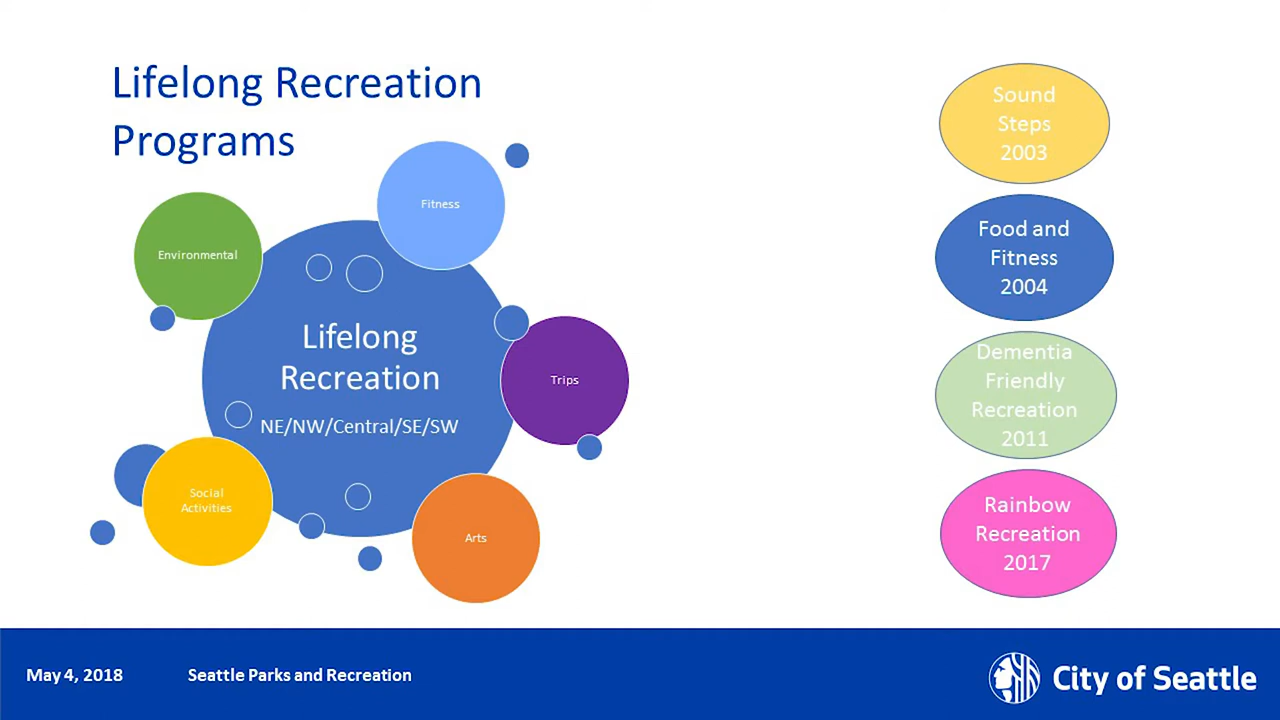 Lifelong Recreation
Programs
Fitness
Environmental
Lifelong
Recreation
NE/NW/Central/SE/SW
Trips
Social
Activities
Arts
Sound
Steps
2003
Food and
Fitness
2004
Dementia
Friendly
Recreation
2011
Rainbow
Recreation
2017
May 4, 2018
Seattle Parks and Recreation
City of Seattle